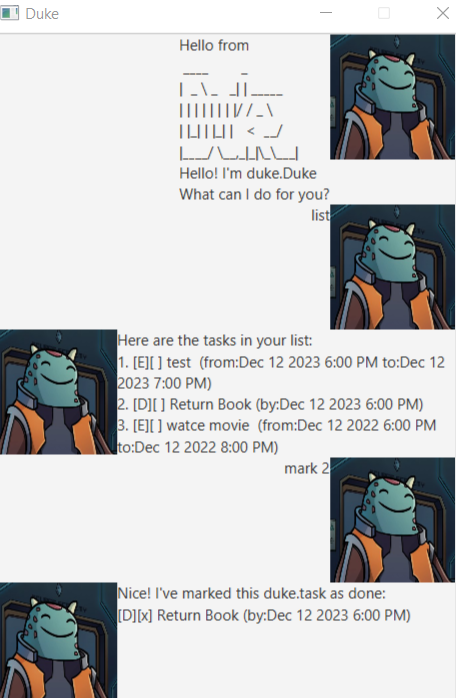 Duke
Hello from
 ____        _
|  _ \ _   _| | _____
| | | | | | | |/ / _ \
| |_| | |_| |   <  __/
|____/ \__,_|_|\_\___|
Hello! I'm duke.Duke
What can I do for you?
list
Here are the tasks in your list:
1. [E][ ] test  (from:Dec 12 2023 6:00 PM to:Dec 12
2023 7:00 PM)
2. [D][ ] Return Book (by:Dec 12 2023 6:00 PM)
3. [E][ ] watce movie  (from:Dec 12 2022 6:00 PM
to:Dec 12 2022 8:00 PM)
mark 2
Nice! I've marked this duke.task as done:
[D][x] Return Book (by:Dec 12 2023 6:00 PM)